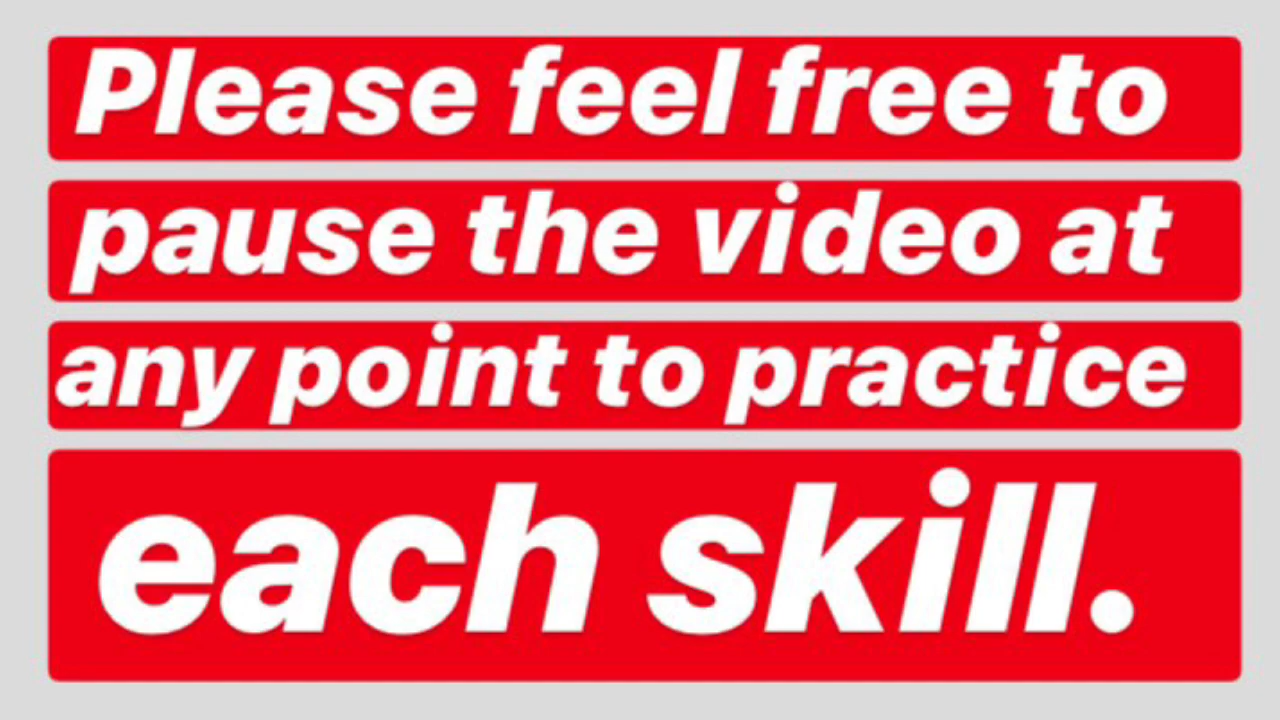 Please feel free to
pause the video at
any point to practice
each skill.